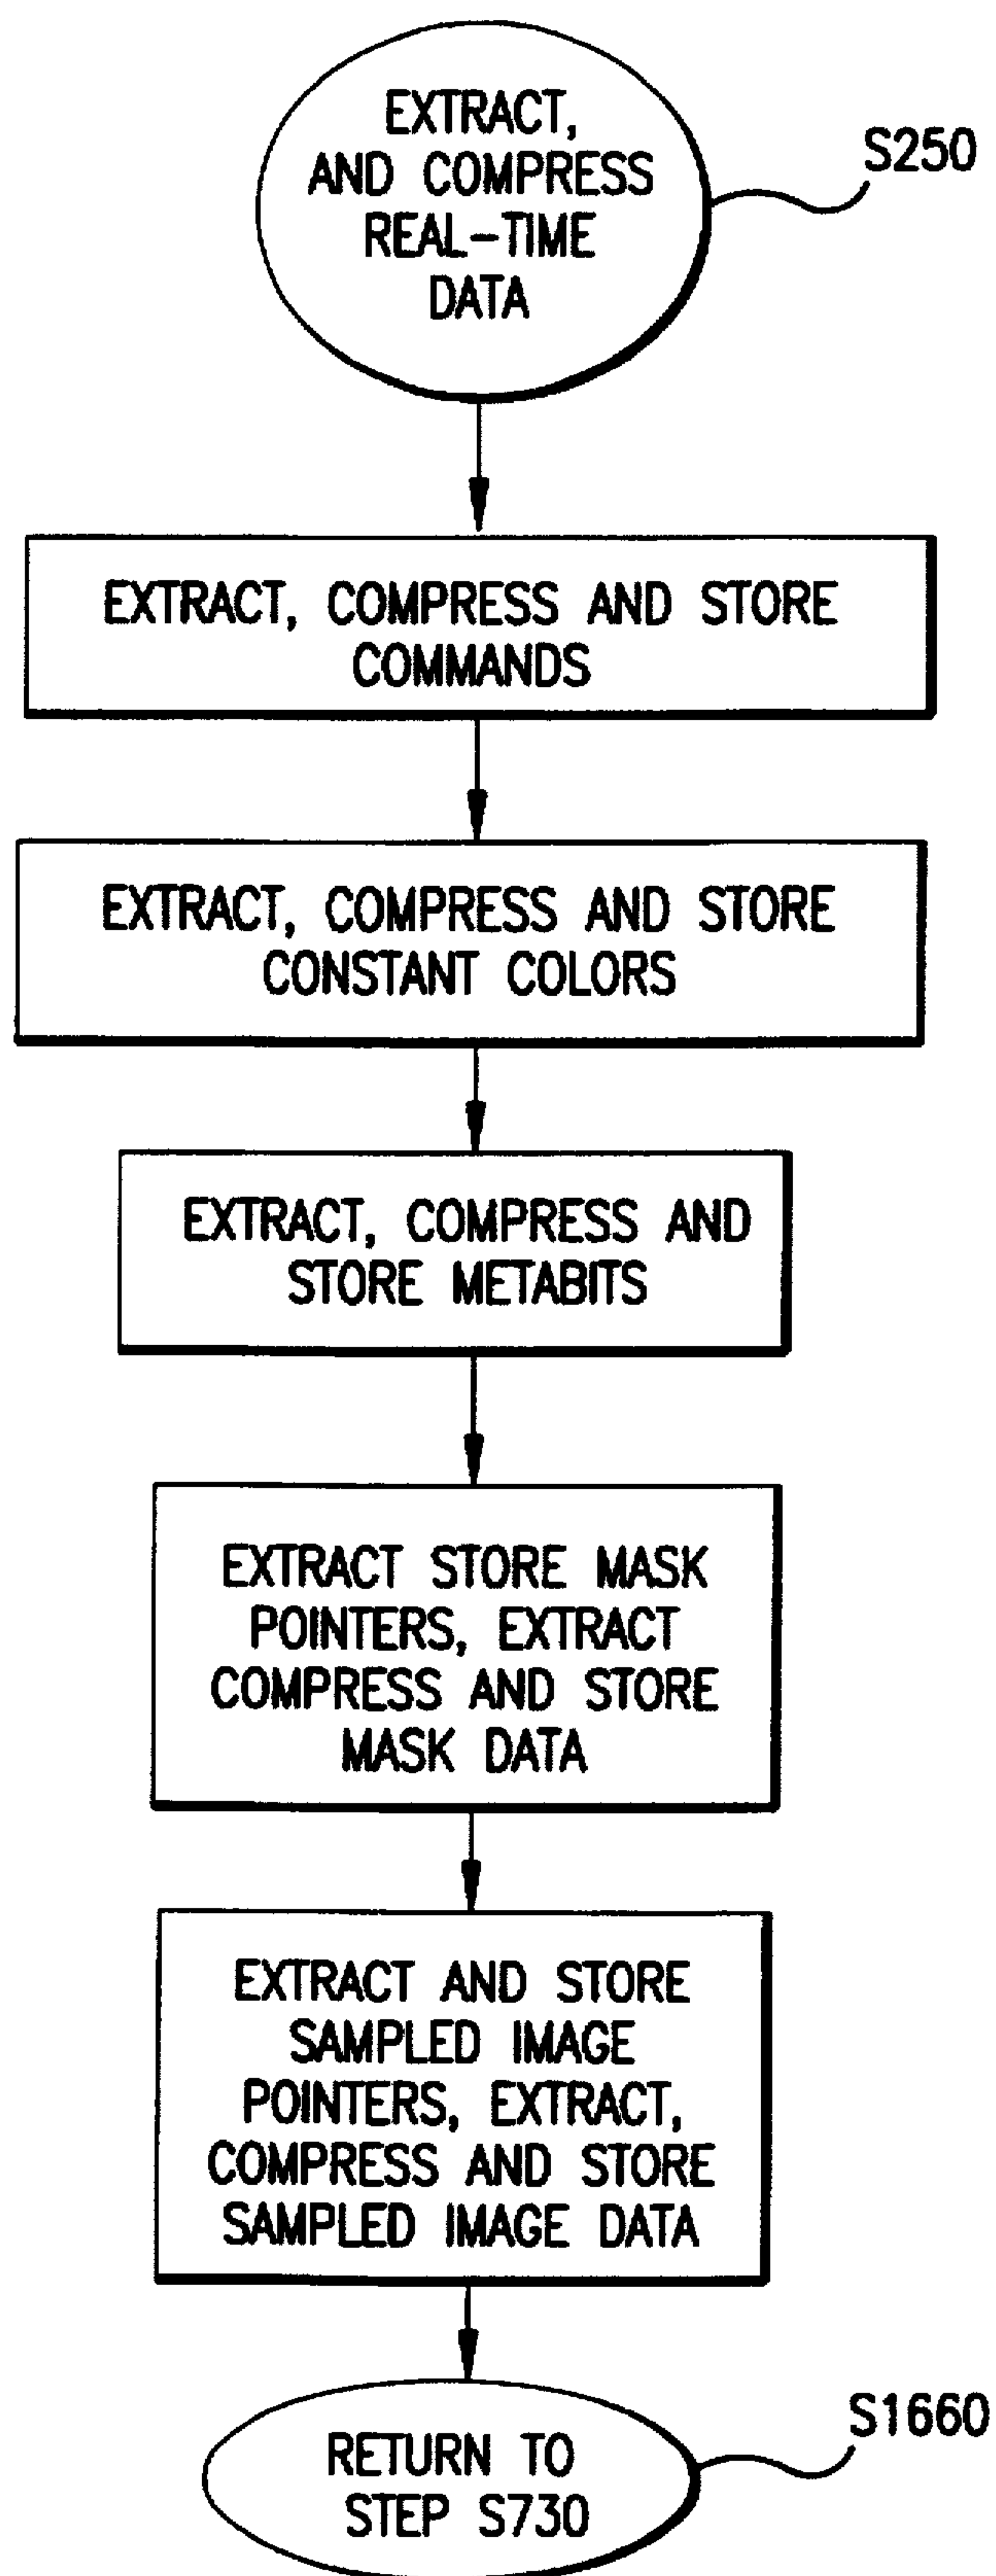 EXTRACT,
AND COMPRESS
REAL-TIME
DATA
S250
EXTRACT, COMPRESS AND STORE
COMMANDS
EXTRACT, COMPRESS AND STORE
CONSTANT COLORS
EXTRACT, COMPRESS AND
STORE METABITS
EXTRACT STORE MASK
POINTERS, EXTRACT
COMPRESS AND STORE
MASK DATA
EXTRACT AND STORE
SAMPLED IMAGE
POINTERS, EXTRACT,
COMPRESS AND STORE
SAMPLED IMAGE DATA
RETURN TO
STEP S730
S1660